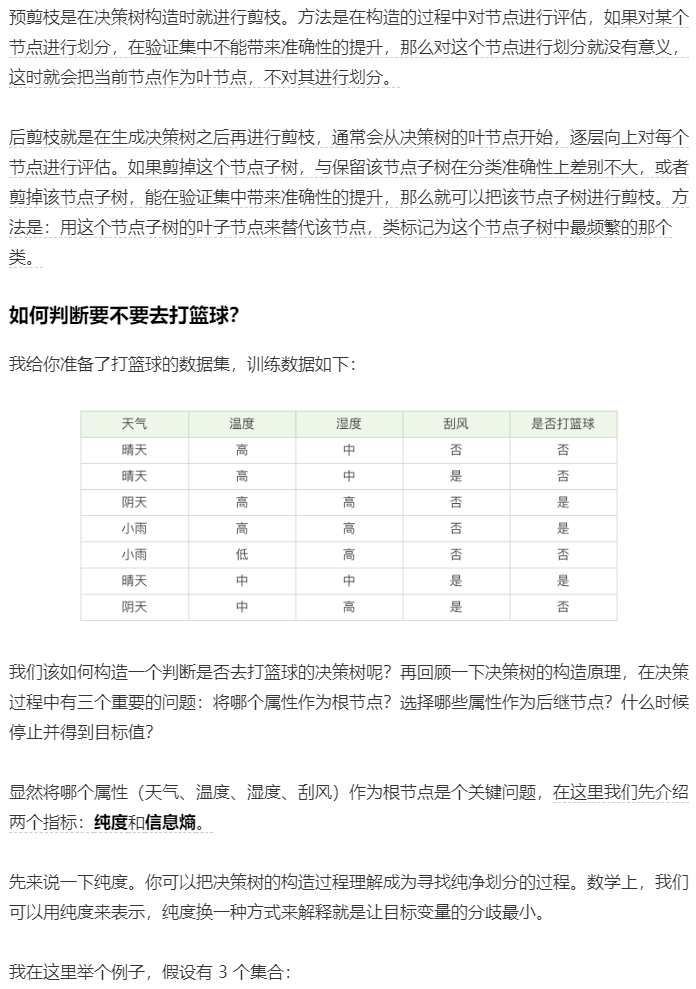 预剪枝是在决策树构造时就进行剪枝。方法是在构造的过程中对节点进行评估，如果对某个
节点进行划分，在验证集中不能带来准确性的提升，那么对这个节点进行划分就没有意义，
这时就会把当前节点作为叶节点，不对其进行划分。
后剪枝就是在生成决策树之后再进行剪枝，通常会从决策树的叶节点开始，逐层向上对每个
节点进行评估。如果剪掉这个节点子树，与保留该节点子树在分类准确性上差别不大，或者
剪掉该节点子树，能在验证集中带来准确性的提升，那么就可以把该节点子树进行剪枝。方
法是：用这个节点子树的叶子节点来替代该节点，类标记为这个节点子树中最频繁的那个
类。
如何判断要不要去打篮球？
我给你准备了打篮球的数据集，训练数据如下：
天气 温度 湿度 刮风 是否打篮球
晴天 高 中 否 否
晴天 高 中 是 否
阴天 高 高 否 是
小雨 高 高 否 是
小雨 低 高 否 否
晴天 中 中 是 是
阴天 中 高 是 否
我们该如何构造一个判断是否去打篮球的决策树呢？再回顾一下决策树的构造原理，在决策
过程中有三个重要的问题：将哪个属性作为根节点？选择哪些属性作为后继节点？什么时候
停止并得到目标值？
显然将哪个属性（天气、温度、湿度、刮风）作为根节点是个关键问题，在这里我们先介绍
两个指标：纯度和信息熵。
先来说一下纯度。你可以把决策树的构造过程理解成为寻找纯净划分的过程。数学上，我们
可以用纯度来表示，纯度换一种方式来解释就是让目标变量的分歧最小。
我在这里举个例子，假设有 3 个集合：